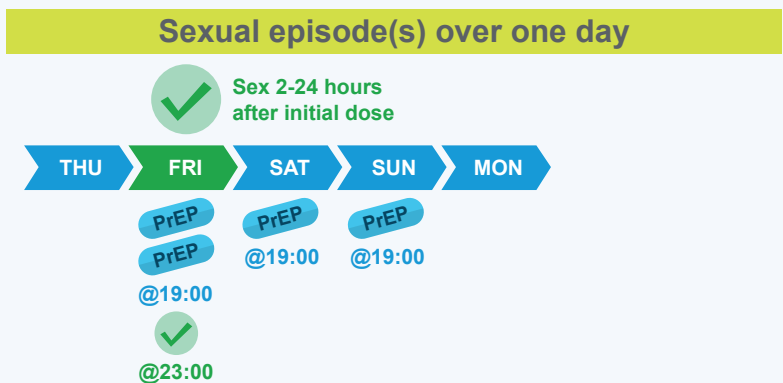 Sexual episode(s) over one day
Sex 2-24 hours
after initial dose
THU FRI SAT SUN MON
PrEP PrEP PrEP
PrEP
@19:00 @19:00
@19:00
@23:00